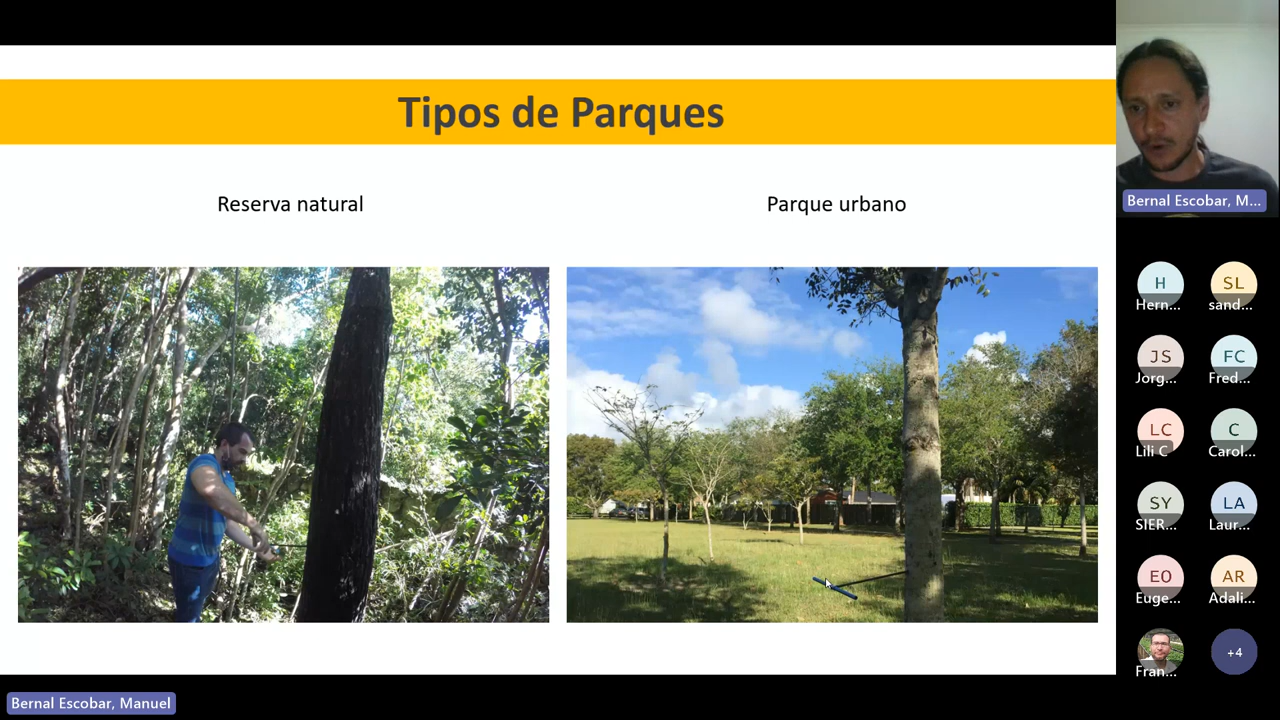 Tipos de Parques
Reserva natural
Parque urbano
Bernal Escobar, M...
H
SL
Hern...
sand...
JS
FC
Jorg...
Fred...
LC
C
Lili C
Carol...
SY
LA
SIER...
Laur...
EO
AR
Euge...
Adali...
Fran...
+4
Bernal Escobar, Manuel